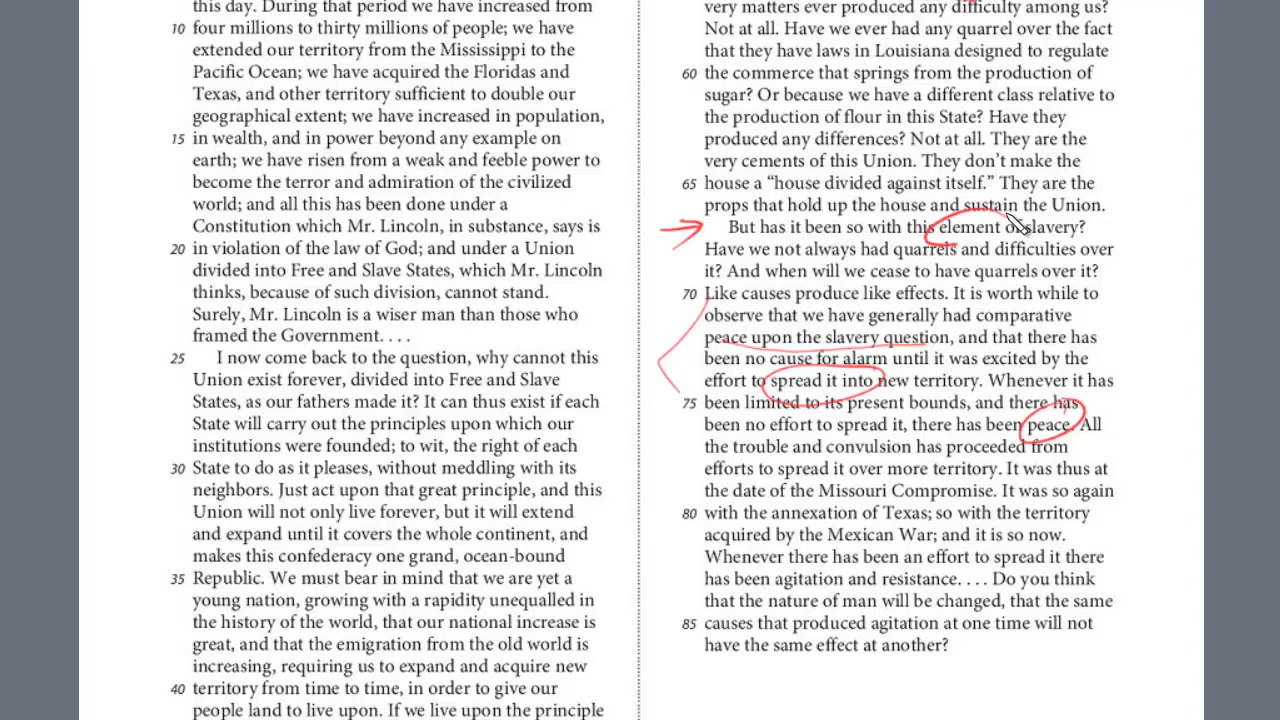 this day. During that period we have increased from
10 four millions to thirty millions of people; we have
extended our territory from the Mississippi to the
Pacific Ocean; we have acquired the Floridas and
Texas, and other territory sufficient to double our
geographical extent; we have increased in population,
15 in wealth, and in power beyond any example on
earth; we have risen from a weak and feeble power to
become the terror and admiration of the civilized
world; and all this has been done under a
Constitution which Mr. Lincoln, in substance, says is
20 in violation of the law of God; and under a Union
divided into Free and Slave States, which Mr. Lincoln
thinks, because of such division, cannot stand.
Surely, Mr. Lincoln is a wiser man than those who
framed the Government. . . .
25 I now come back to the question, why cannot this
Union exist forever, divided into Free and Slave
States, as our fathers made it? It can thus exist if each
State will carry out the principles upon which our
institutions were founded; to wit, the right of each
30 State to do as it pleases, without meddling with its
neighbors. Just act upon that great principle, and this
Union will not only live forever, but it will extend
and expand until it covers the whole continent, and
makes this confederacy one grand, ocean-bound
35 Republic. We must bear in mind that we are yet a
young nation, growing with a rapidity unequalled in
the history of the world, that our national increase is
great, and that the emigration from the old world is
increasing, requiring us to expand and acquire new
40 territory from time to time, in order to give our
people land to live upon. If we live upon the principle
very matters ever produced any difficulty among us?
Not at all. Have we ever had any quarrel over the fact
that they have laws in Louisiana designed to regulate
60 the commerce that springs from the production of
sugar? Or because we have a different class relative to
the production of flour in this State? Have they
produced any differences? Not at all. They are the
very cements of this Union. They don’t make the
65 house a “house divided against itself.” They are the
props that hold up the house and sustain the Union.
But has it been so with this element of slavery?
Have we not always had quarrels and difficulties over
it? And when will we cease to have quarrels over it?
70 Like causes produce like effects. It is worth while to
observe that we have generally had comparative
peace upon the slavery question, and that there has
been no cause for alarm until it was excited by the
effort to spread it into new territory. Whenever it has
75 been limited to its present bounds, and there has
been no effort to spread it, there has been peace. All
the trouble and convulsion has proceeded from
efforts to spread it over more territory. It was thus at
the date of the Missouri Compromise. It was so again
80 with the annexation of Texas; so with the territory
acquired by the Mexican War; and it is so now.
Whenever there has been an effort to spread it there
has been agitation and resistance. . . . Do you think
that the nature of man will be changed, that the same
85 causes that produced agitation at one time will not
have the same effect at another?